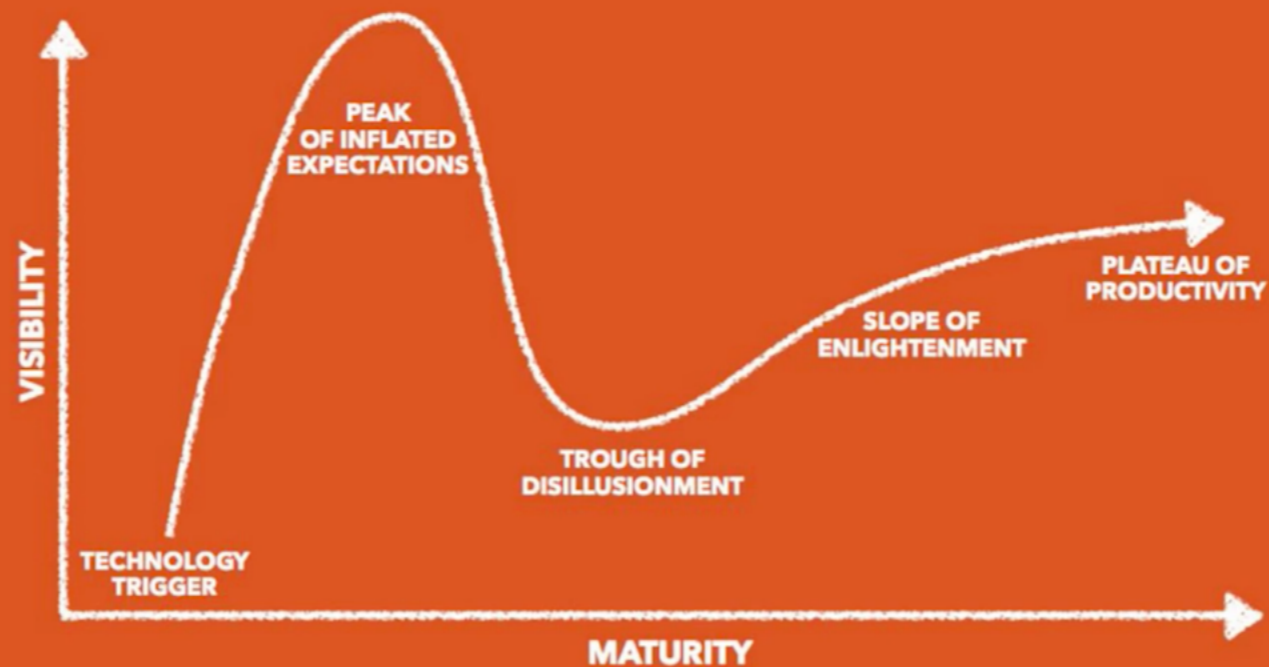 PEAK
OF INFLATED
EXPECTATIONS
VISIBILITY
PLATEAU OF
PRODUCTIVITY
SLOPE OF
ENLIGHTENMENT
TROUGH OF
DISILLUSIONMENT
TECHNOLOGY
TRIGGER
MATURITY